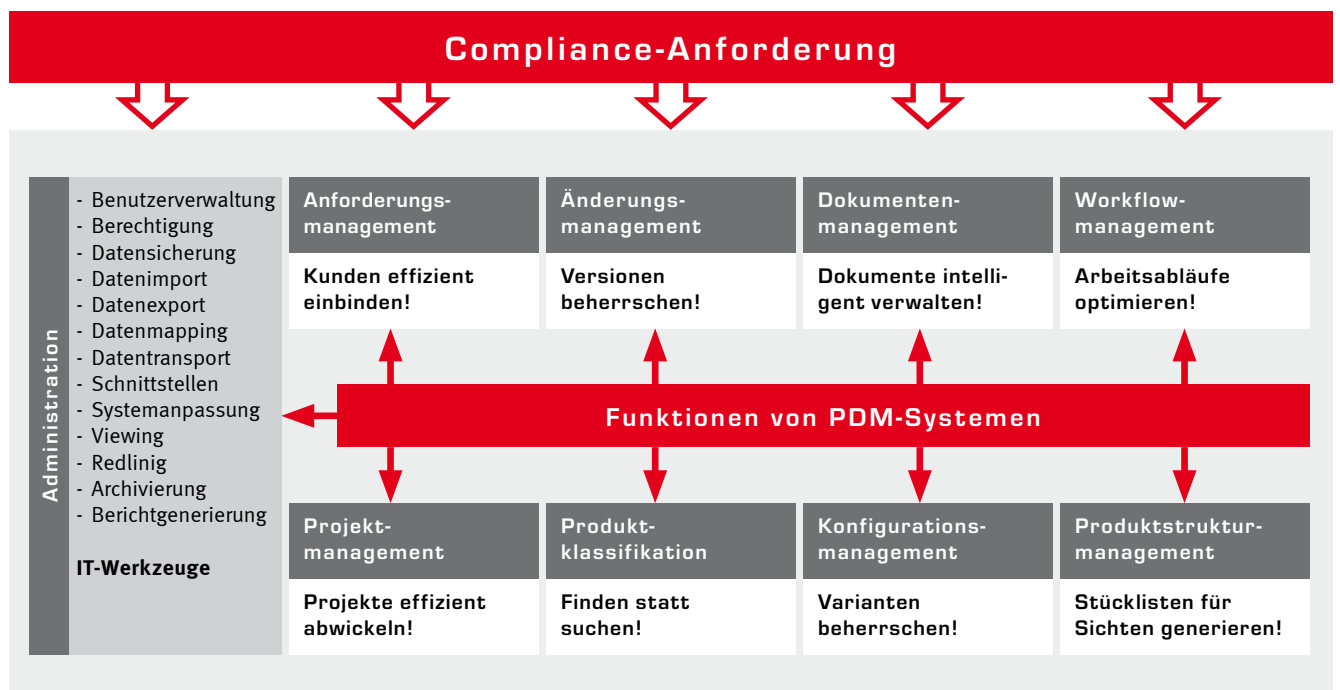 Compliance-Anforderung
Administration
- Benutzerverwaltung
- Berechtigung
- Datensicherung
- Datenimport
- Datenexport
- Datenmapping
- Datentransport
- Schnittstellen
- Systemanpassung
- Viewing
- Redlinig
- Archivierung
- Berichtgenerierung
IT-Werkzeuge
Anforderungs-
management
Kunden effizient
einbinden!
Änderungs-
management
Versionen
beherrschen!
Dokumenten-
management
Dokumente intelli-
gent verwalten!
Workflow-
management
Arbeitsabläufe
optimieren!
Funktionen von PDM-Systemen
Projekt-
management
Projekte effizient
abwickeln!
Produkt-
klassifikation
Finden statt
suchen!
Konfigurations-
management
Varianten
beherrschen!
Produktstruktur-
management
Stücklisten für
Sichten generieren!